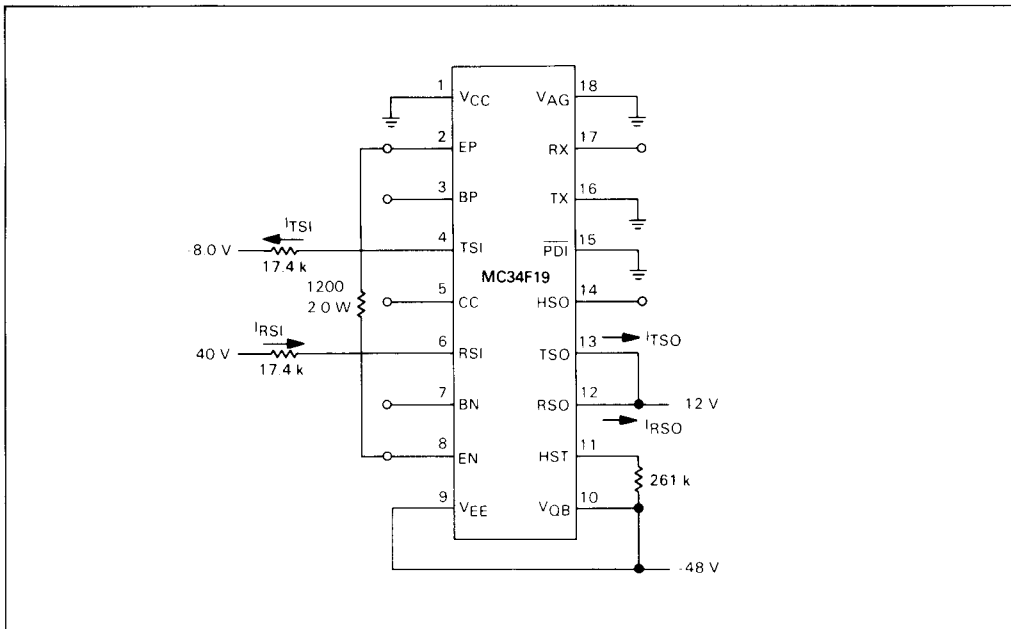 1 VCC
VAG 18
2 EP
RX 17
3 BP
TX 16
ITSI
-8.0 V
17.4 k
4 TSI
PDI 15
MC34F19
1200
2.0 W
5 CC
HSO 14
IRSI
40 V
17.4 k
6 RSI
TSO 13
ITSO
7 BN
RSO 12
12 V
IRSO
8 EN
HST 11
261 k
9 VEE
VQB 10
-48 V